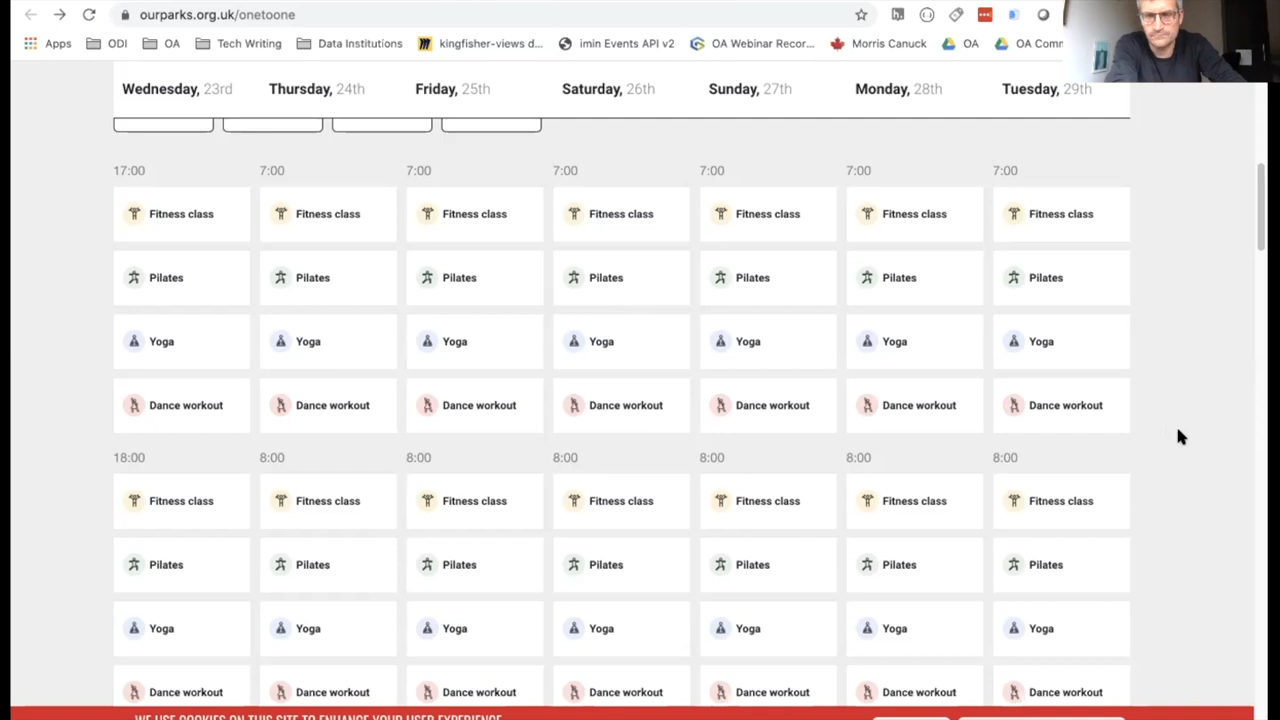 ourparks.org.uk/onetoone
Apps ODI OA Tech Writing Data Institutions kingfisher-views d... imin Events API v2 OA Webinar Recor... Morris Canuck OA OA Comm
Wednesday, 23rd Thursday, 24th Friday, 25th Saturday, 26th Sunday, 27th Monday, 28th Tuesday, 29th
17:00 7:00 7:00 7:00 7:00 7:00 7:00
Fitness class Fitness class Fitness class Fitness class Fitness class Fitness class Fitness class
Pilates Pilates Pilates Pilates Pilates Pilates Pilates
Yoga Yoga Yoga Yoga Yoga Yoga Yoga
Dance workout Dance workout Dance workout Dance workout Dance workout Dance workout Dance workout
18:00 8:00 8:00 8:00 8:00 8:00 8:00
Fitness class Fitness class Fitness class Fitness class Fitness class Fitness class Fitness class
Pilates Pilates Pilates Pilates Pilates Pilates Pilates
Yoga Yoga Yoga Yoga Yoga Yoga Yoga
Dance workout Dance workout Dance workout Dance workout Dance workout Dance workout Dance workout
WE USE COOKIES ON THIS SITE TO ENHANCE YOUR USER EXPERIENCE